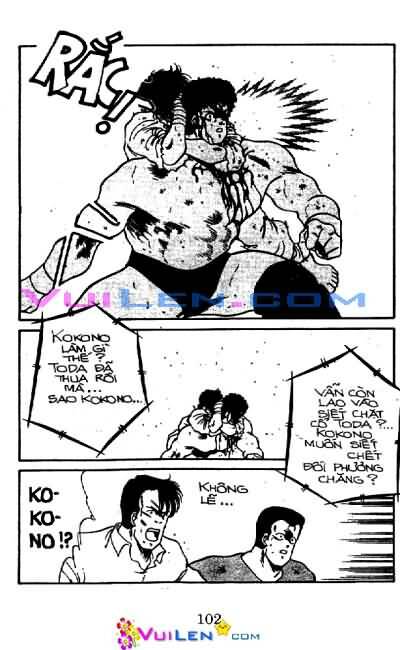 RẮC!
VUILEN.COM
KOKONO
LÀM GÌ
THẾ?
TODA ĐÃ
THUA RỒI
MÀ...
SAO KOKONO...
VẪN CÒN
LAO VÀO
SIẾT CHẶT
CỔ TODA?...
KOKONO
MUỐN SIẾT
CHẾT
ĐỐI PHƯƠNG
CHĂNG?
KO-
KO-
NO!?
KHÔNG
LẼ...
102
VUILEN.COM